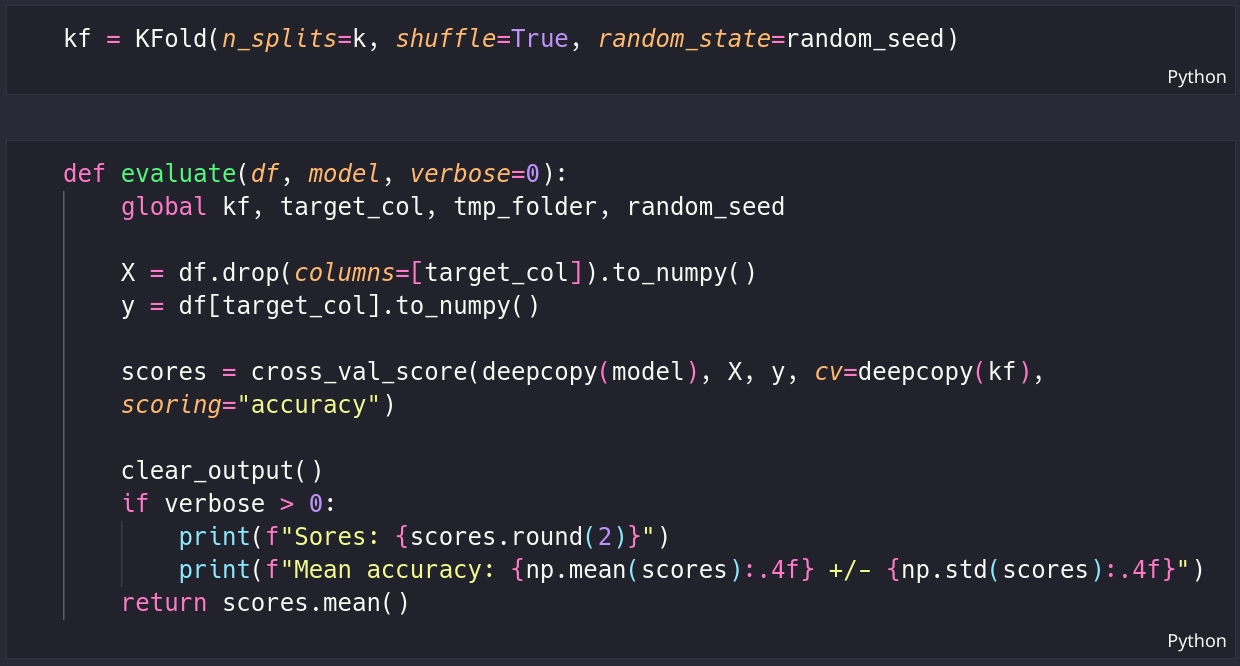 kf = KFold(n_splits=k, shuffle=True, random_state=random_seed)
Python
def evaluate(df, model, verbose=0):
    global kf, target_col, tmp_folder, random_seed
    X = df.drop(columns=[target_col]).to_numpy()
    y = df[target_col].to_numpy()
    scores = cross_val_score(deepcopy(model), X, y, cv=deepcopy(kf),
    scoring="accuracy")
    clear_output()
    if verbose > 0:
        print(f"Sores: {scores.round(2)}")
        print(f"Mean accuracy: {np.mean(scores):.4f} +/- {np.std(scores):.4f}")
    return scores.mean()
Python